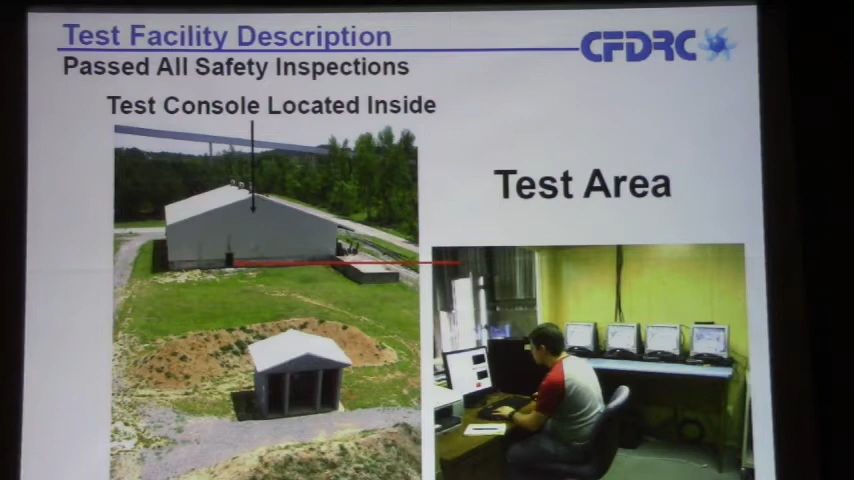 Test Facility Description
CFDRC
Passed All Safety Inspections
Test Console Located Inside
Test Area